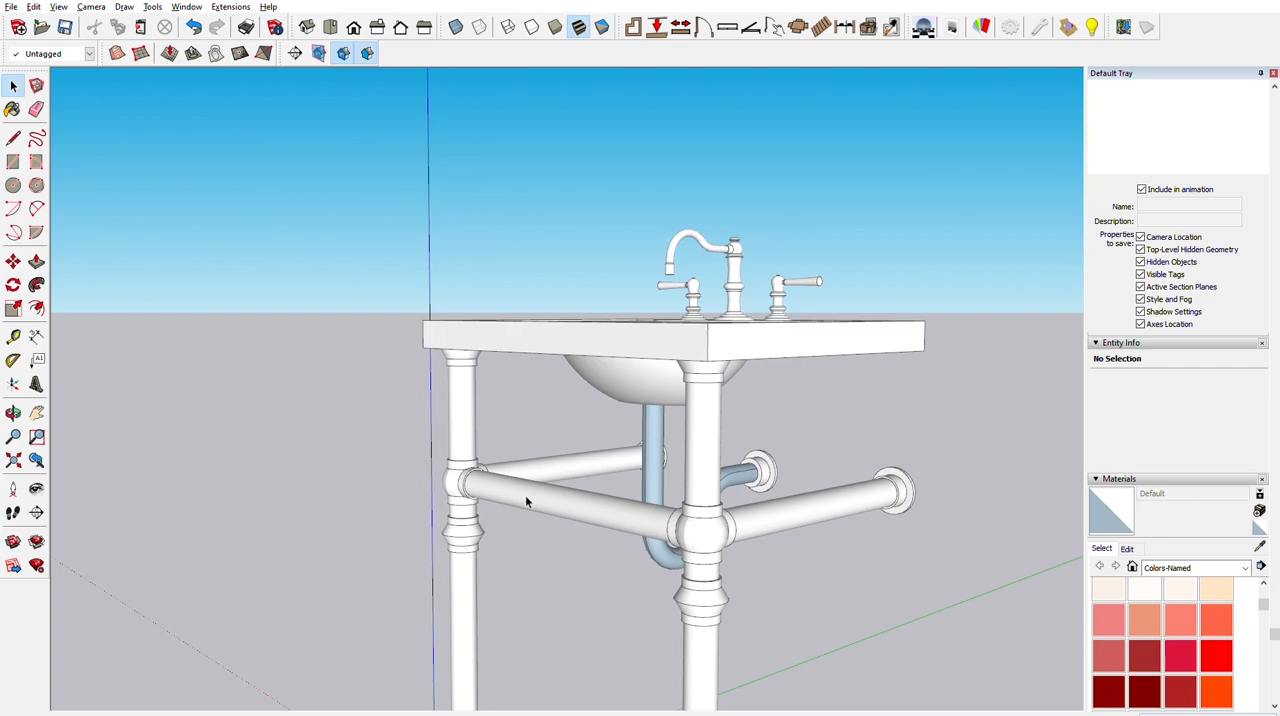 File Edit View Camera Draw Tools Window Extensions Help
Untagged
Default Tray
Include in animation
Name:
Description:
Properties
to save:
Camera Location
Top-Level Hidden Geometry
Hidden Objects
Visible Tags
Active Section Planes
Style and Fog
Shadow Settings
Axes Location
Entity Info
No Selection
Materials
Default
Select Edit
Colors-Named